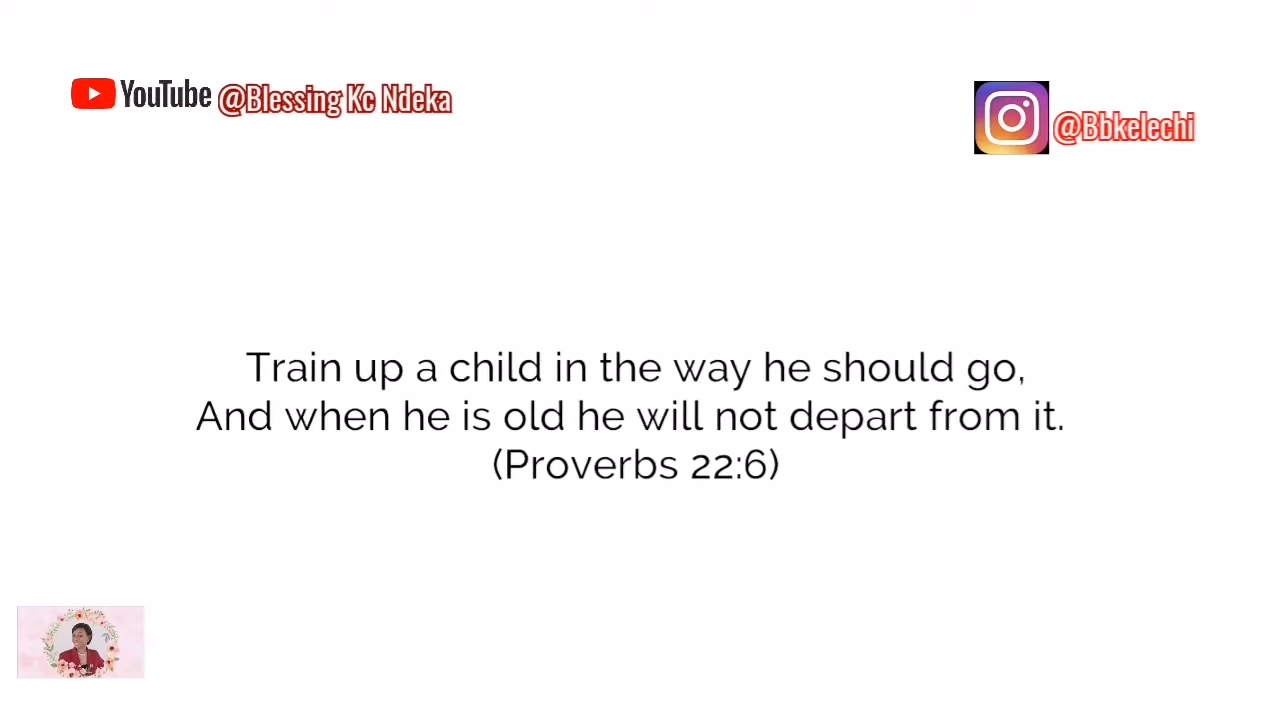 YouTube @Blessing Kc Ndeka
@Bbkelechi
Train up a child in the way he should go,
And when he is old he will not depart from it.
(Proverbs 22:6)